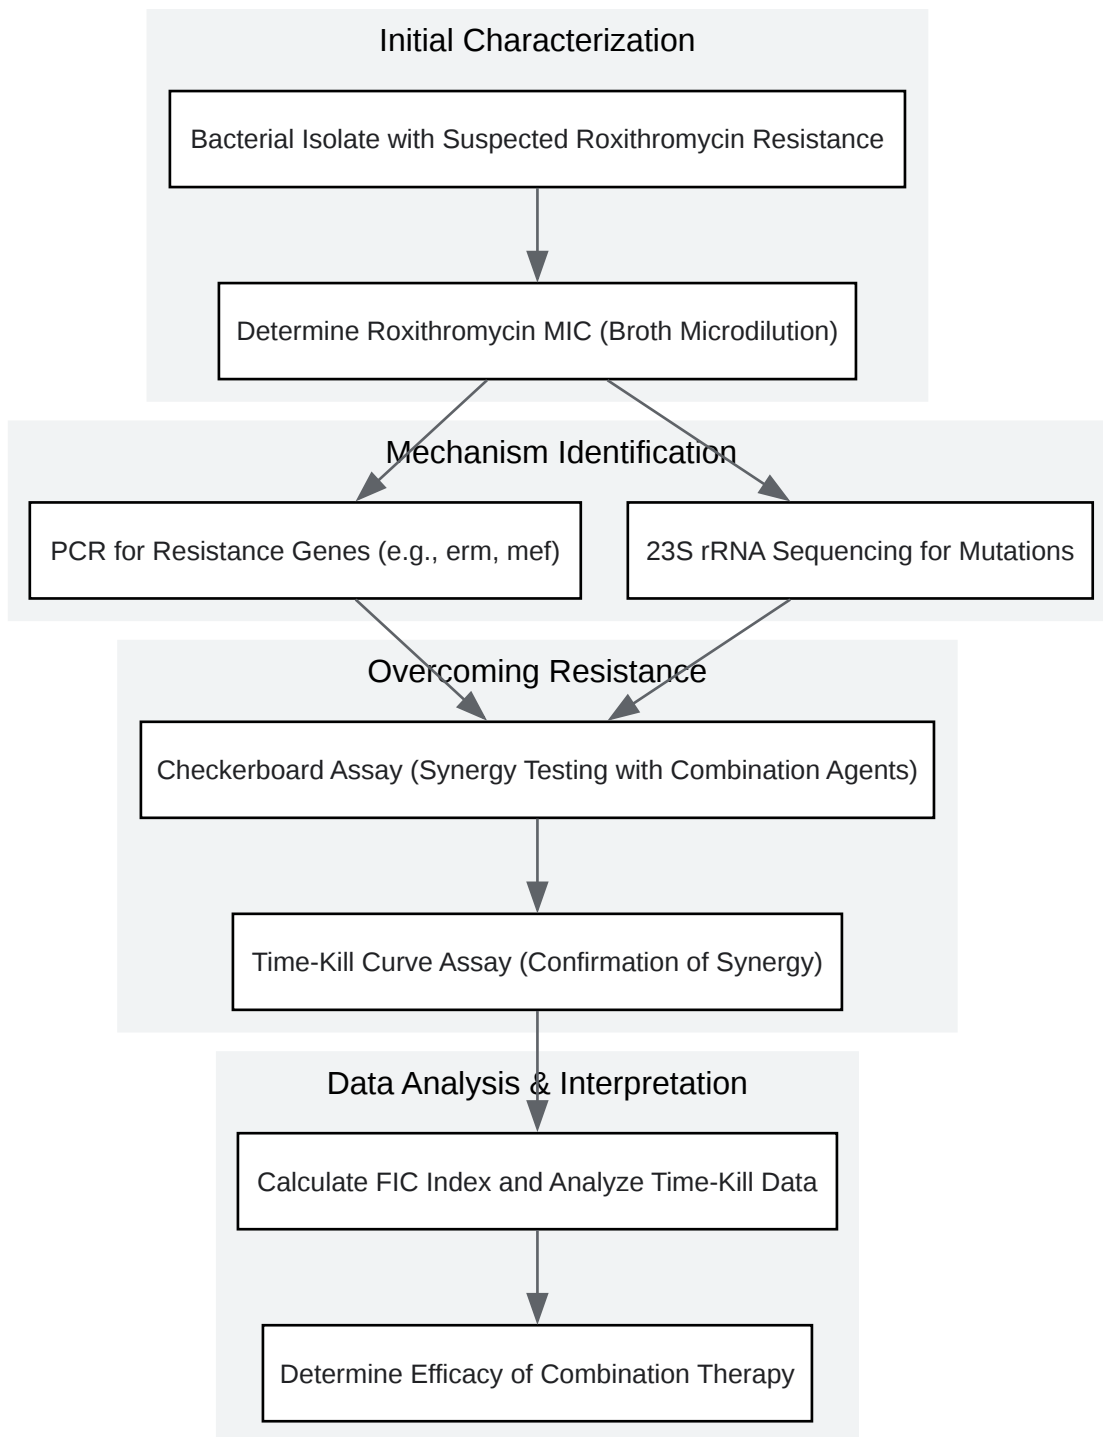 Initial Characterization
Bacterial Isolate with Suspected Roxithromycin Resistance
Determine Roxithromycin MIC (Broth Microdilution)
Mechanism Identification
PCR for Resistance Genes (e.g., erm, mef)
23S rRNA Sequencing for Mutations
Overcoming Resistance
Checkerboard Assay (Synergy Testing with Combination Agents)
Time-Kill Curve Assay (Confirmation of Synergy)
Data Analysis & Interpretation
Calculate FIC Index and Analyze Time-Kill Data
Determine Efficacy of Combination Therapy